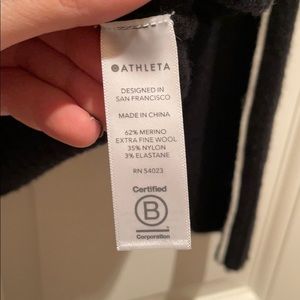 ATHLETA
DESIGNED IN
SAN FRANCISCO
MADE IN CHINA
62% MERINO
EXTRA FINE WOOL
35% NYLON
3% ELASTANE
RN 54023
Certified
B
Corporation